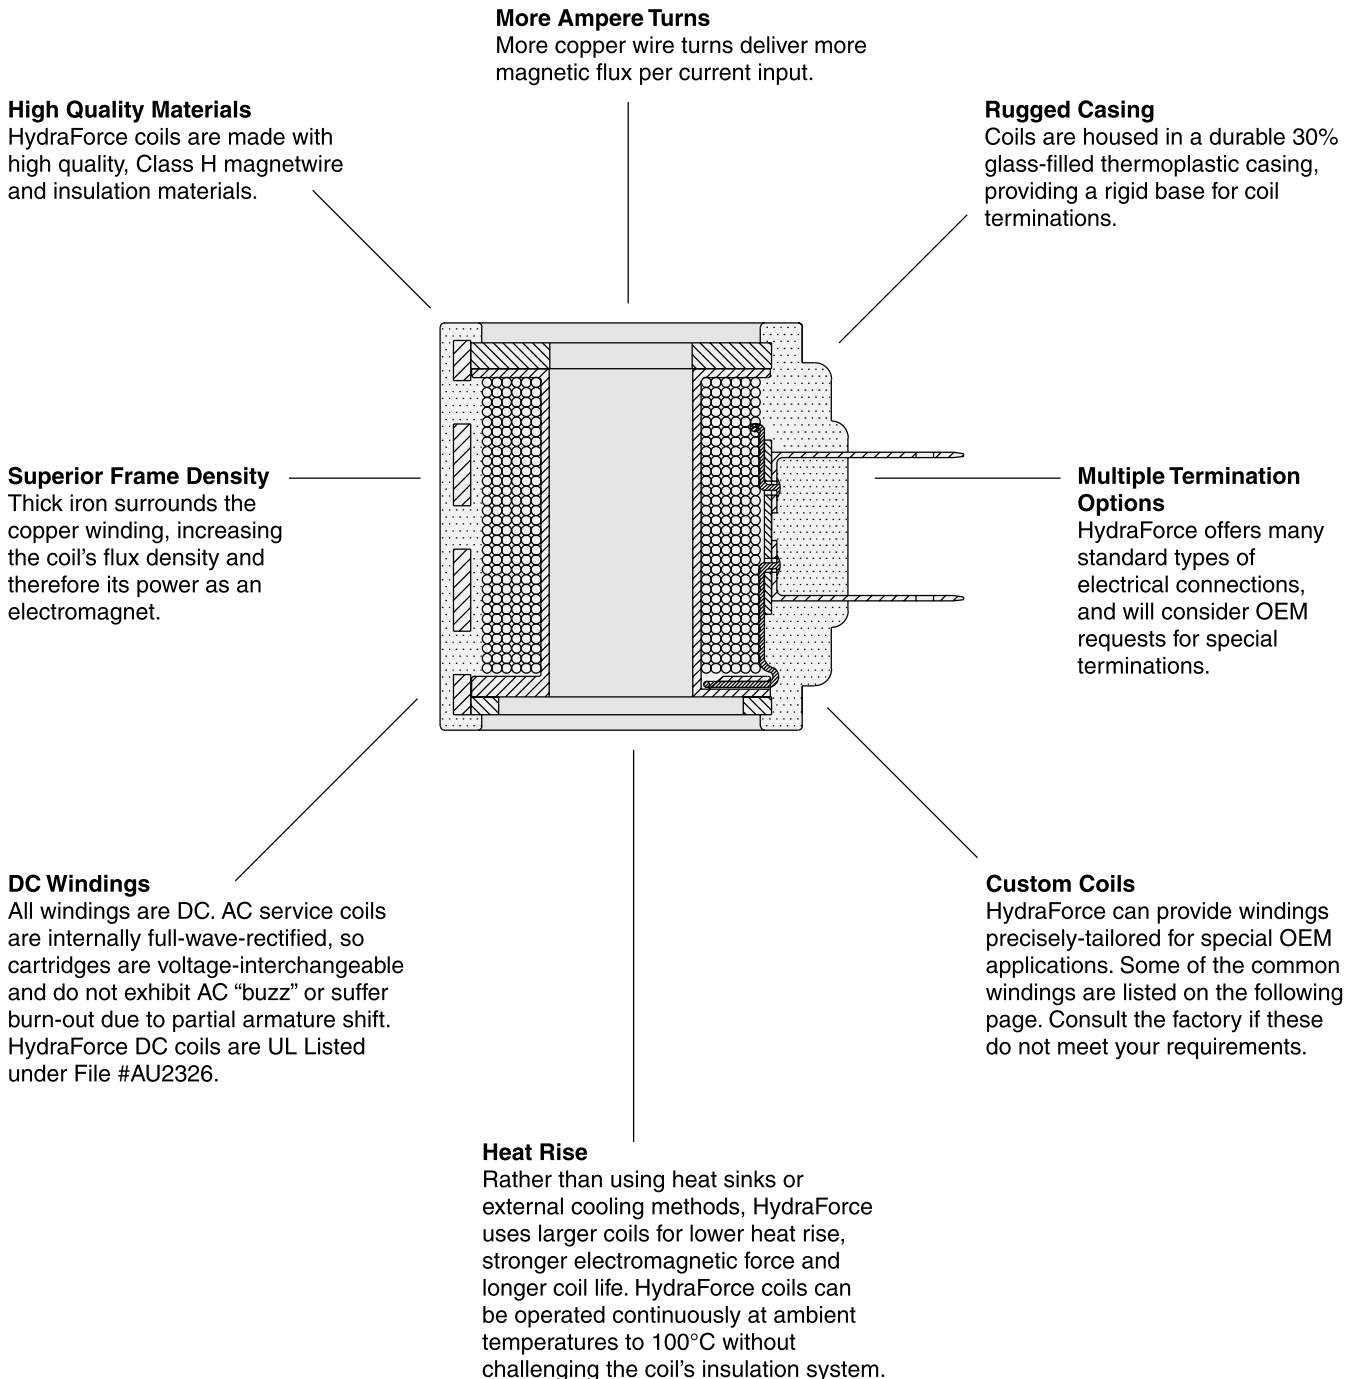 More Ampere Turns
More copper wire turns deliver more
magnetic flux per current input.
High Quality Materials
HydraForce coils are made with
high quality, Class H magnetwire
and insulation materials.
Rugged Casing
Coils are housed in a durable 30%
glass-filled thermoplastic casing,
providing a rigid base for coil
terminations.
Superior Frame Density
Thick iron surrounds the
copper winding, increasing
the coil’s flux density and
therefore its power as an
electromagnet.
Multiple Termination
Options
HydraForce offers many
standard types of
electrical connections,
and will consider OEM
requests for special
terminations.
DC Windings
All windings are DC. AC service coils
are internally full-wave-rectified, so
cartridges are voltage-interchangeable
and do not exhibit AC “buzz” or suffer
burn-out due to partial armature shift.
HydraForce DC coils are UL Listed
under File #AU2326.
Custom Coils
HydraForce can provide windings
precisely-tailored for special OEM
applications. Some of the common
windings are listed on the following
page. Consult the factory if these
do not meet your requirements.
Heat Rise
Rather than using heat sinks or
external cooling methods, HydraForce
uses larger coils for lower heat rise,
stronger electromagnetic force and
longer coil life. HydraForce coils can
be operated continuously at ambient
temperatures to 100°C without
challenging the coil’s insulation system.